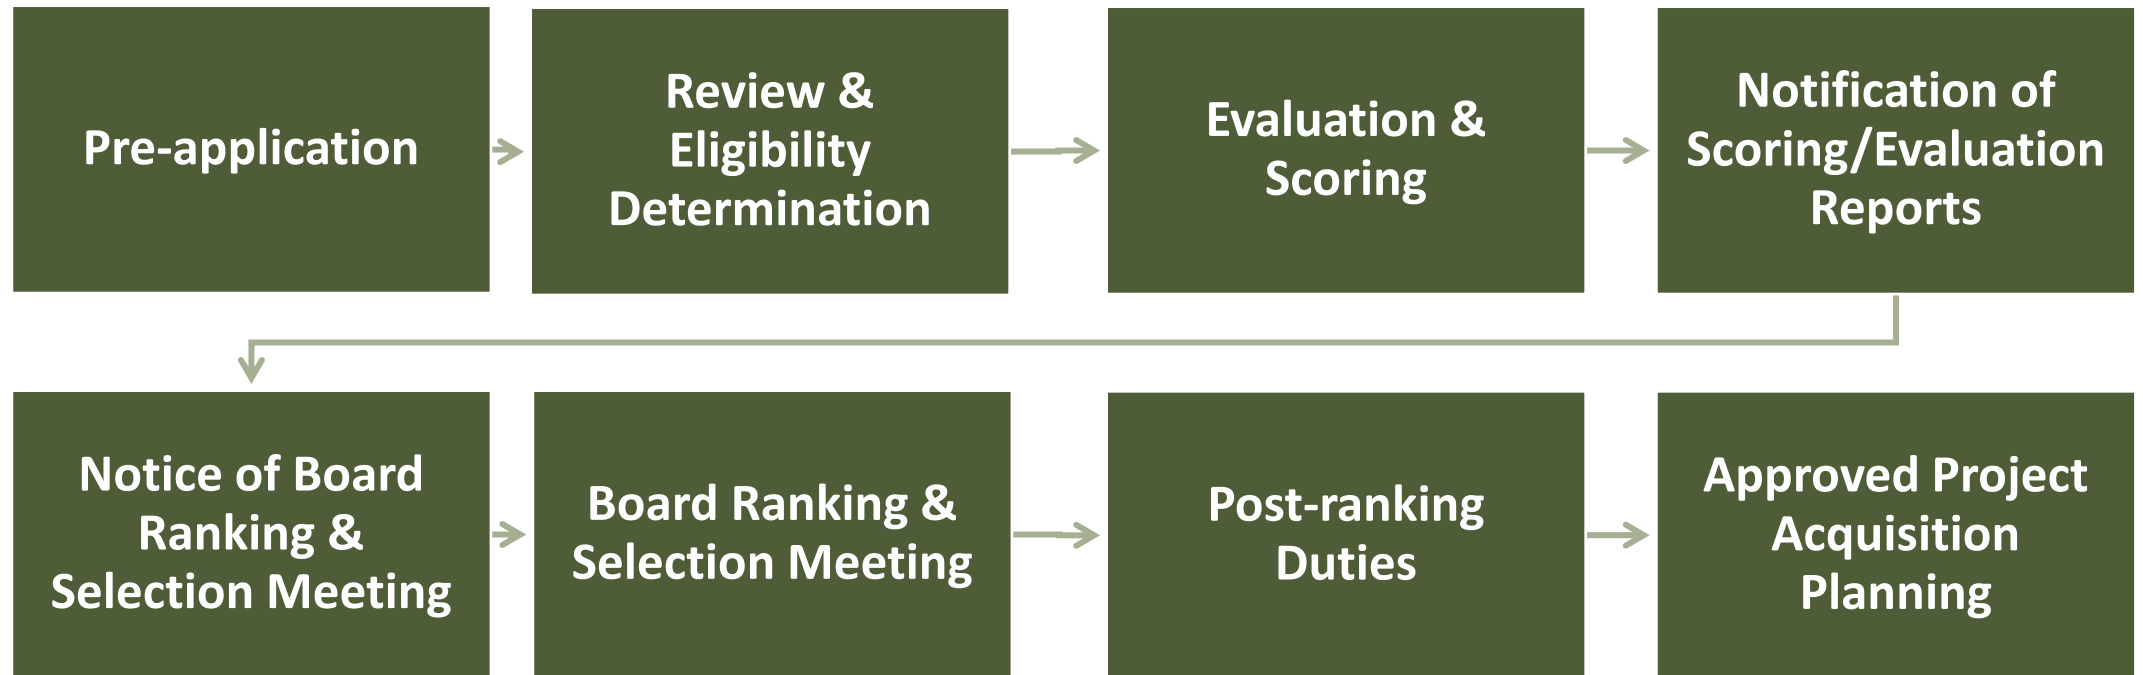 Pre-application
Review &
Eligibility
Determination
Evaluation &
Scoring
Notification of
Scoring/Evaluation
Reports
Notice of Board
Ranking &
Selection Meeting
Board Ranking &
Selection Meeting
Post-ranking
Duties
Approved Project
Acquisition
Planning